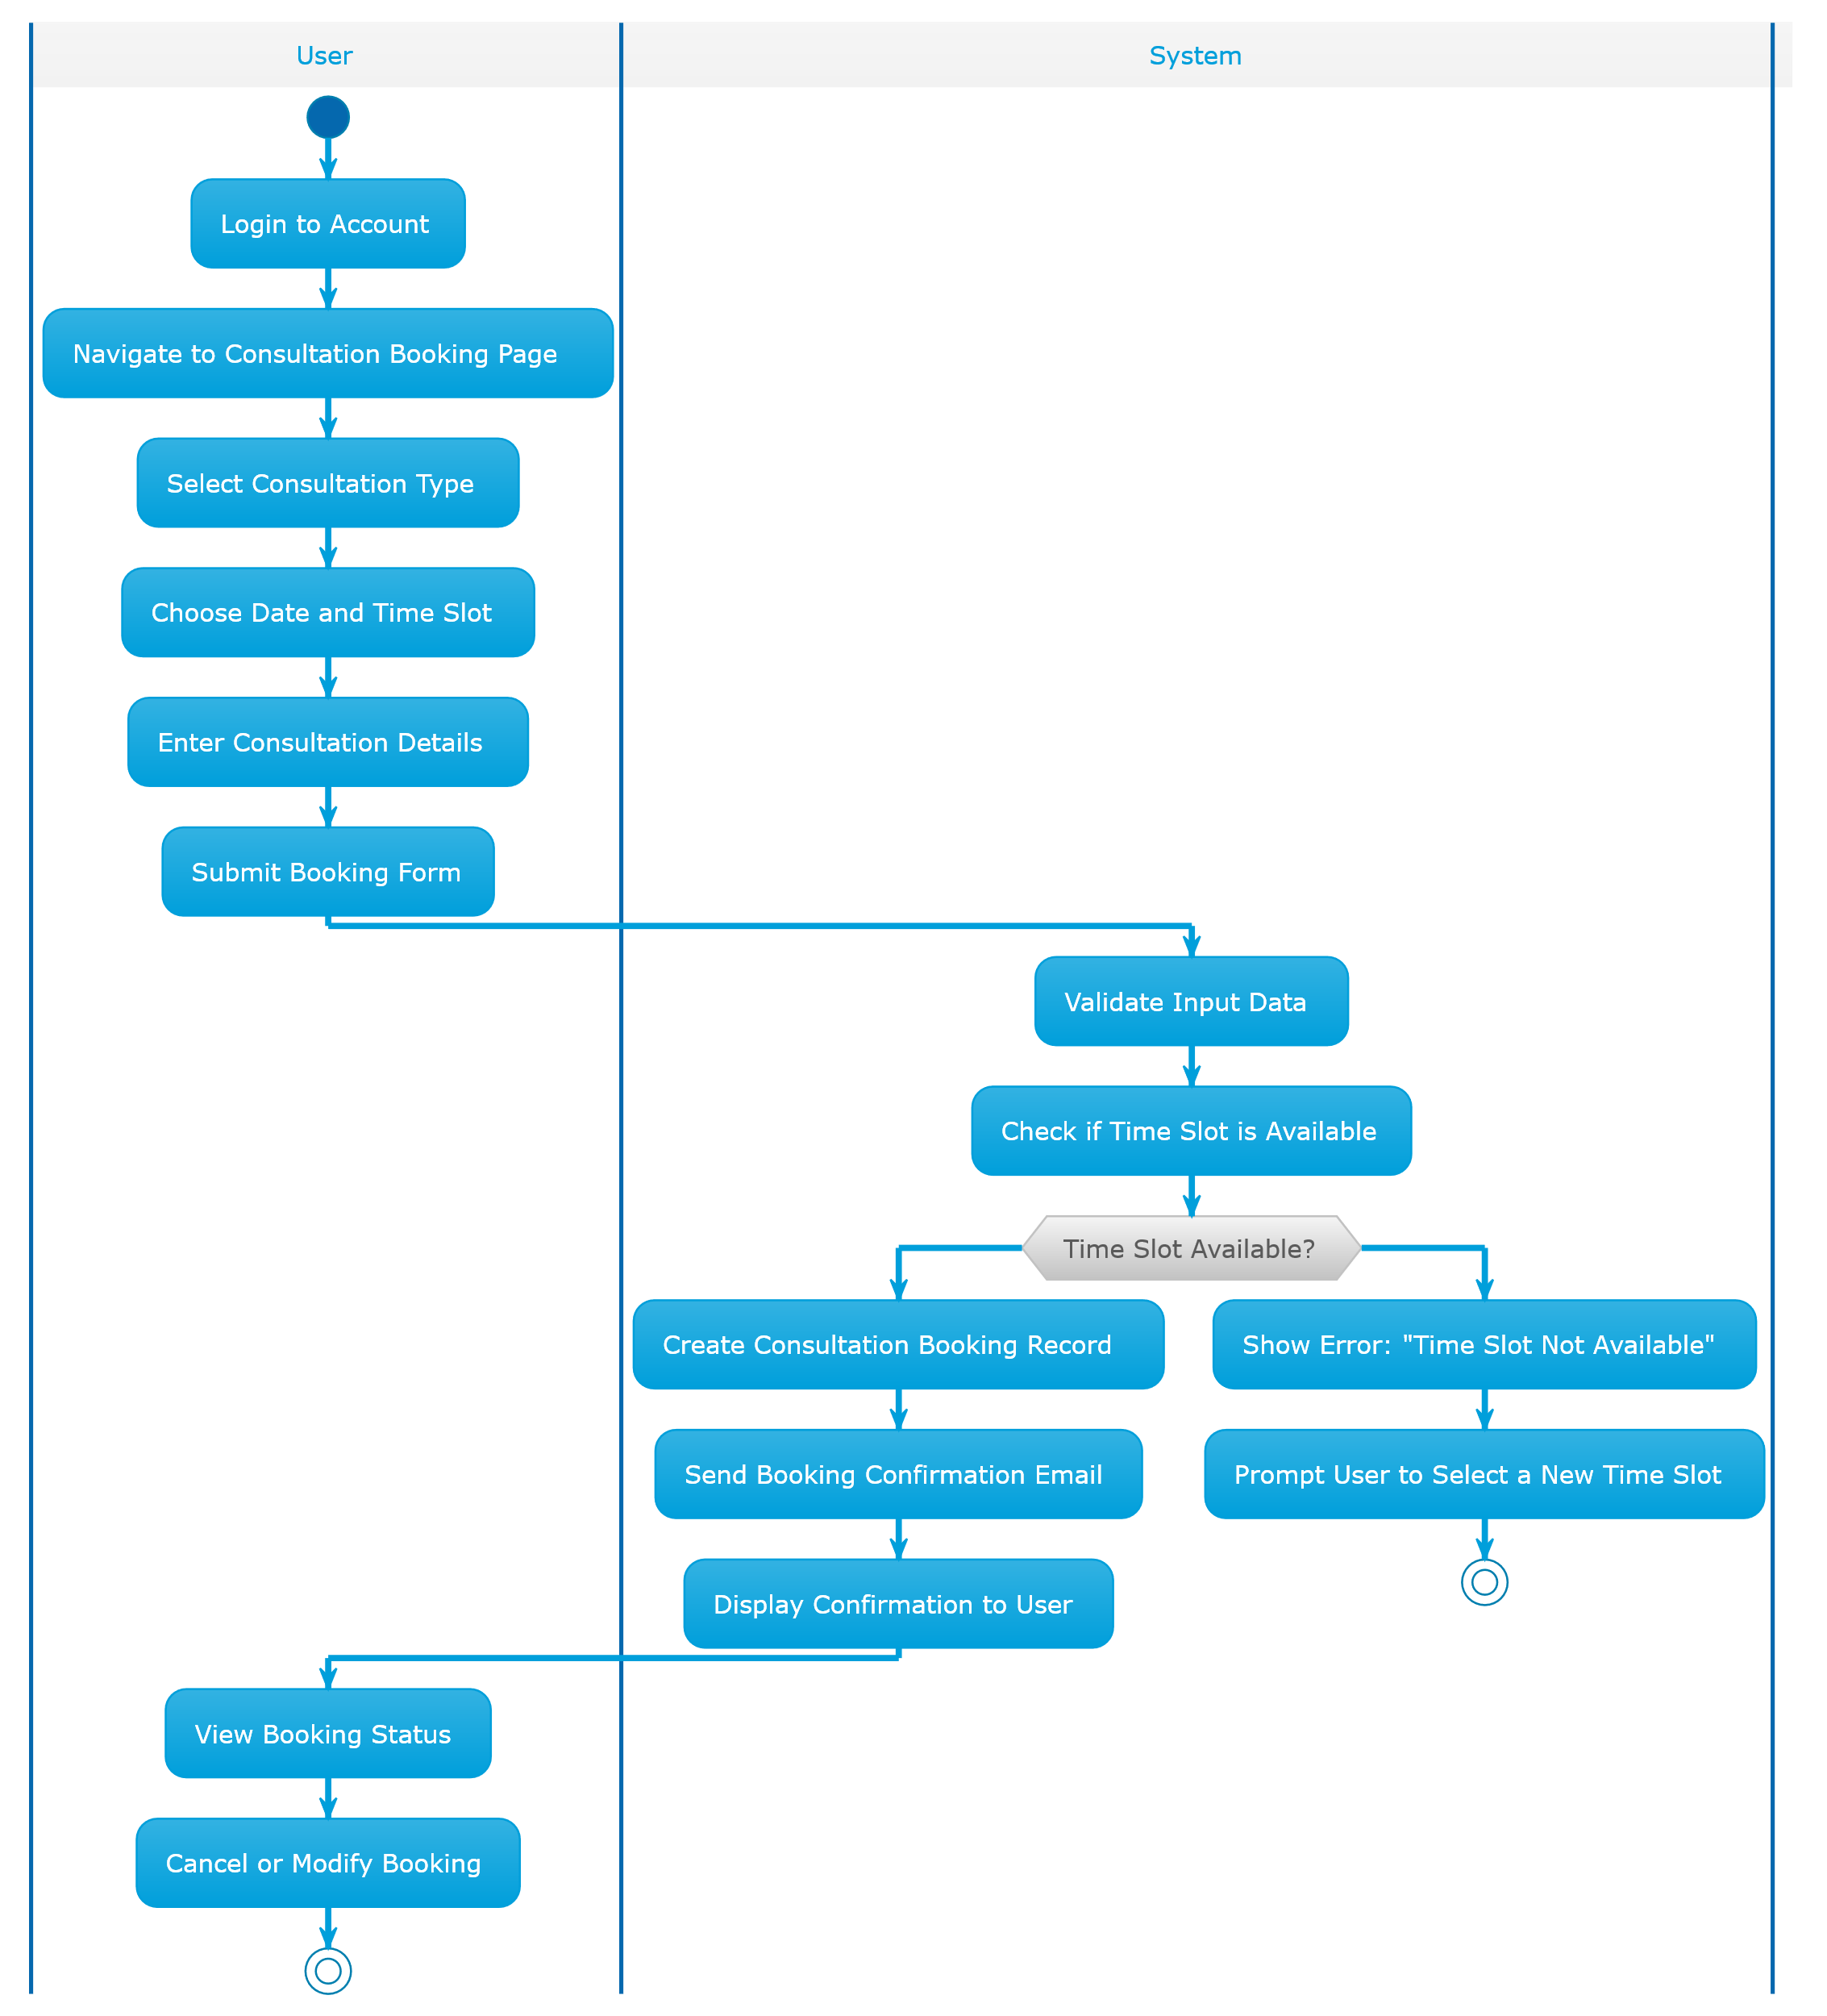 User
System
Login to Account
Navigate to Consultation Booking Page
Select Consultation Type
Choose Date and Time Slot
Enter Consultation Details
Submit Booking Form
Validate Input Data
Check if Time Slot is Available
Time Slot Available?
Create Consultation Booking Record
Show Error: "Time Slot Not Available"
Send Booking Confirmation Email
Prompt User to Select a New Time Slot
Display Confirmation to User
View Booking Status
Cancel or Modify Booking